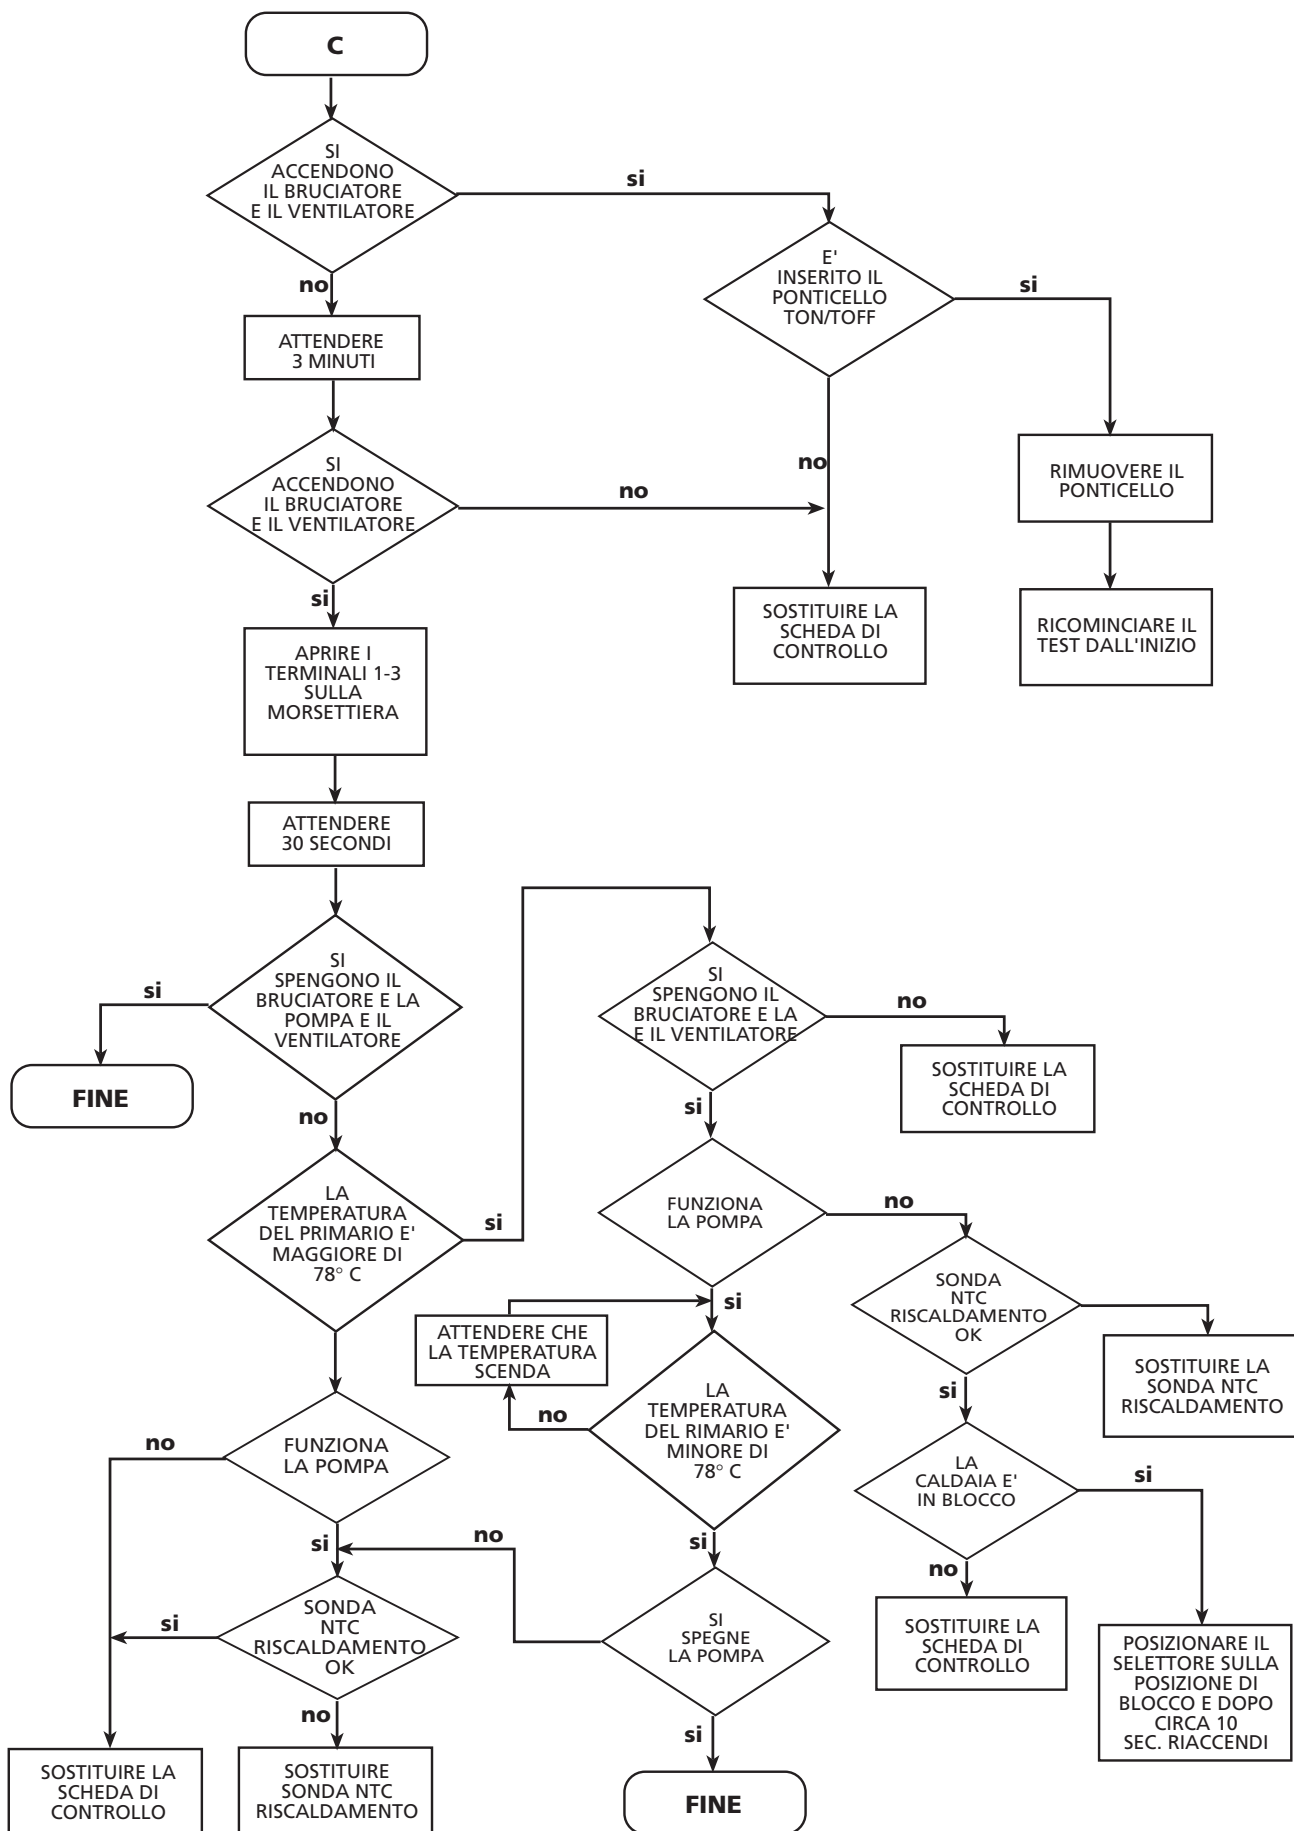 C
SI
ACCENDONO
IL BRUCIATORE
E IL VENTILATORE
si
no
E'
INSERITO IL
PONTICELLO
TON/TOFF
si
no
ATTENDERE
3 MINUTI
SI
ACCENDONO
IL BRUCIATORE
E IL VENTILATORE
no
si
RIMUOVERE IL
PONTICELLO
SOSTITUIRE LA
SCHEDA DI
CONTROLLO
RICOMINCIARE IL
TEST DALL'INIZIO
APRIRE I
TERMINALI 1-3
SULLA
MORSETTIERA
ATTENDERE
30 SECONDI
SI
SPENGONO IL
BRUCIATORE E LA
POMPA E IL
VENTILATORE
si
no
FINE
SI
SPENGONO IL
BRUCIATORE E LA
E IL VENTILATORE
no
si
SOSTITUIRE LA
SCHEDA DI
CONTROLLO
LA
TEMPERATURA
DEL PRIMARIO E'
MAGGIORE DI
78° C
si
FUNZIONA
LA POMPA
no
si
SONDA
NTC
RISCALDAMENTO
OK
si
SOSTITUIRE LA
SONDA NTC
RISCALDAMENTO
ATTENDERE CHE
LA TEMPERATURA
SCENDA
no
LA
TEMPERATURA
DEL RIMARIO E'
MINORE DI
78° C
si
FUNZIONA
LA POMPA
no
si
LA
CALDAIA E'
IN BLOCCO
si
no
SONDA
NTC
RISCALDAMENTO
OK
si
no
SI
SPEGNE
LA POMPA
no
si
SOSTITUIRE LA
SCHEDA DI
CONTROLLO
POSIZIONARE IL
SELETTORE SULLA
POSIZIONE DI
BLOCCO E DOPO
CIRCA 10
SEC. RIACCENDI
SOSTITUIRE LA
SCHEDA DI
CONTROLLO
SOSTITUIRE
SONDA NTC
RISCALDAMENTO
FINE